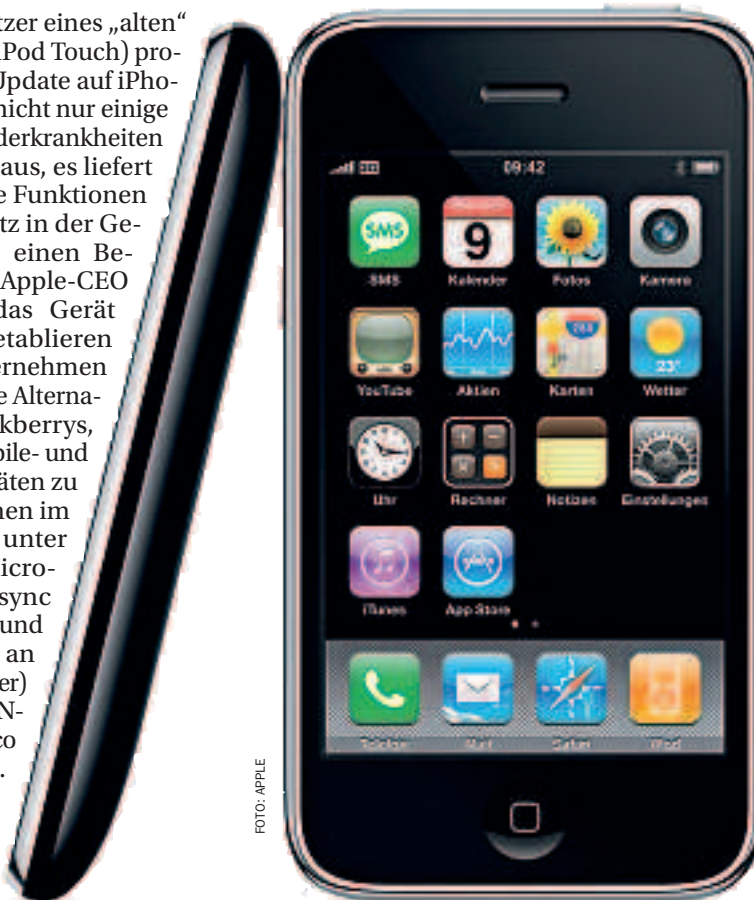 tzer eines „alten“
iPod Touch) pro-
Update auf iPho-
nicht nur einige
derkrankheiten
aus, es liefert
e Funktionen
tz in der Ge-
einen Be-
Apple-CEO
das Gerät
etablieren
ernehmen
e Alterna-
kberrys,
bile- und
äten zu
nen im
unter
icro-
sync
und
an
er)
N-
co
.
FOTO: APPLE
09:42
SMS
9
23°
SMS Kalender Fotos Kamera
YouTube Aktien Karten Wetter
Uhr Rechner Notizen Einstellungen
iTunes App Store
Telefon Mail Safari iPod